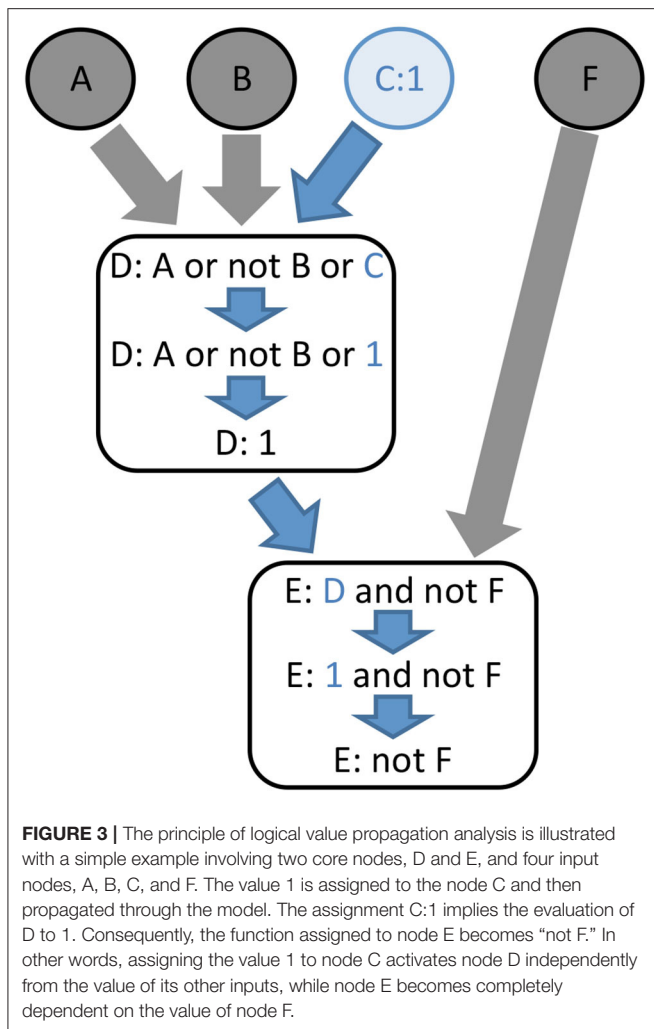 A
B
C:1
F
D: A or not B or C
D: A or not B or 1
D: 1
E: D and not F
E: 1 and not F
E: not F
FIGURE 3 | The principle of logical value propagation analysis is illustrated
with a simple example involving two core nodes, D and E, and four input
nodes, A, B, C, and F. The value 1 is assigned to the node C and then
propagated through the model. The assignment C:1 implies the evaluation of
D to 1. Consequently, the function assigned to node E becomes “not F.” In
other words, assigning the value 1 to node C activates node D independently
from the value of its other inputs, while node E becomes completely
dependent on the value of node F.